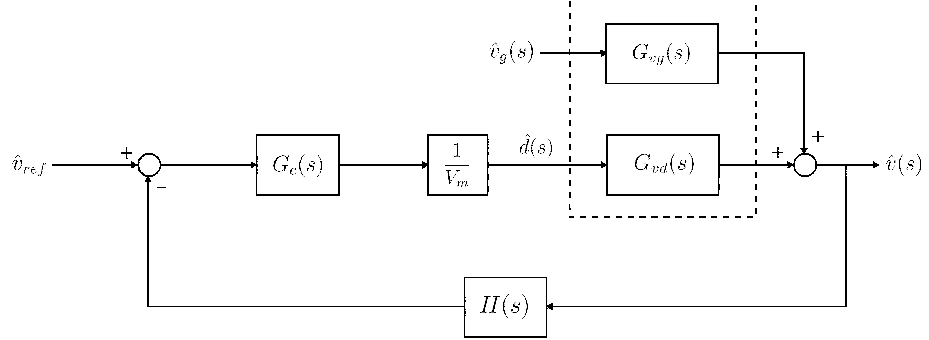 v̂_g(s)
G_vg(s)
+
v̂_ref
+
−
G_c(s)
1
V_m
d̂(s)
G_vd(s)
+
v̂(s)
H(s)